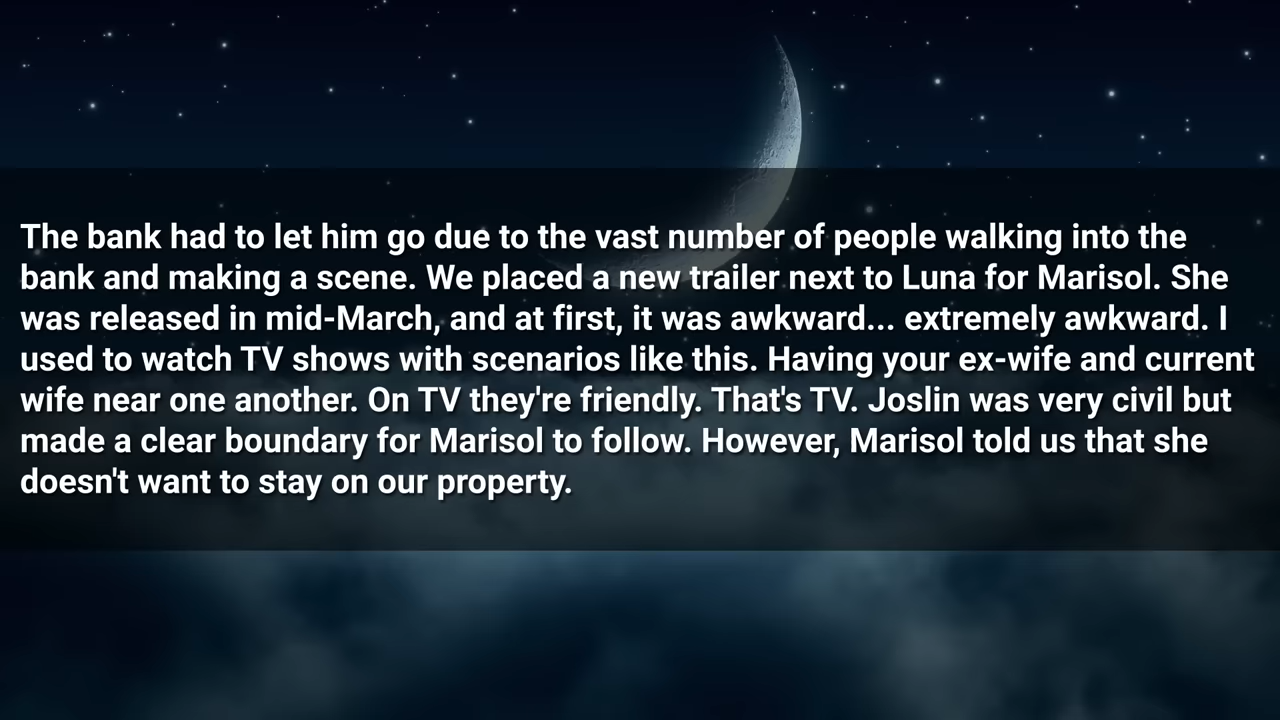 The bank had to let him go due to the vast number of people walking into the
bank and making a scene. We placed a new trailer next to Luna for Marisol. She
was released in mid-March, and at first, it was awkward... extremely awkward. I
used to watch TV shows with scenarios like this. Having your ex-wife and current
wife near one another. On TV they're friendly. That's TV. Joslin was very civil but
made a clear boundary for Marisol to follow. However, Marisol told us that she
doesn't want to stay on our property.